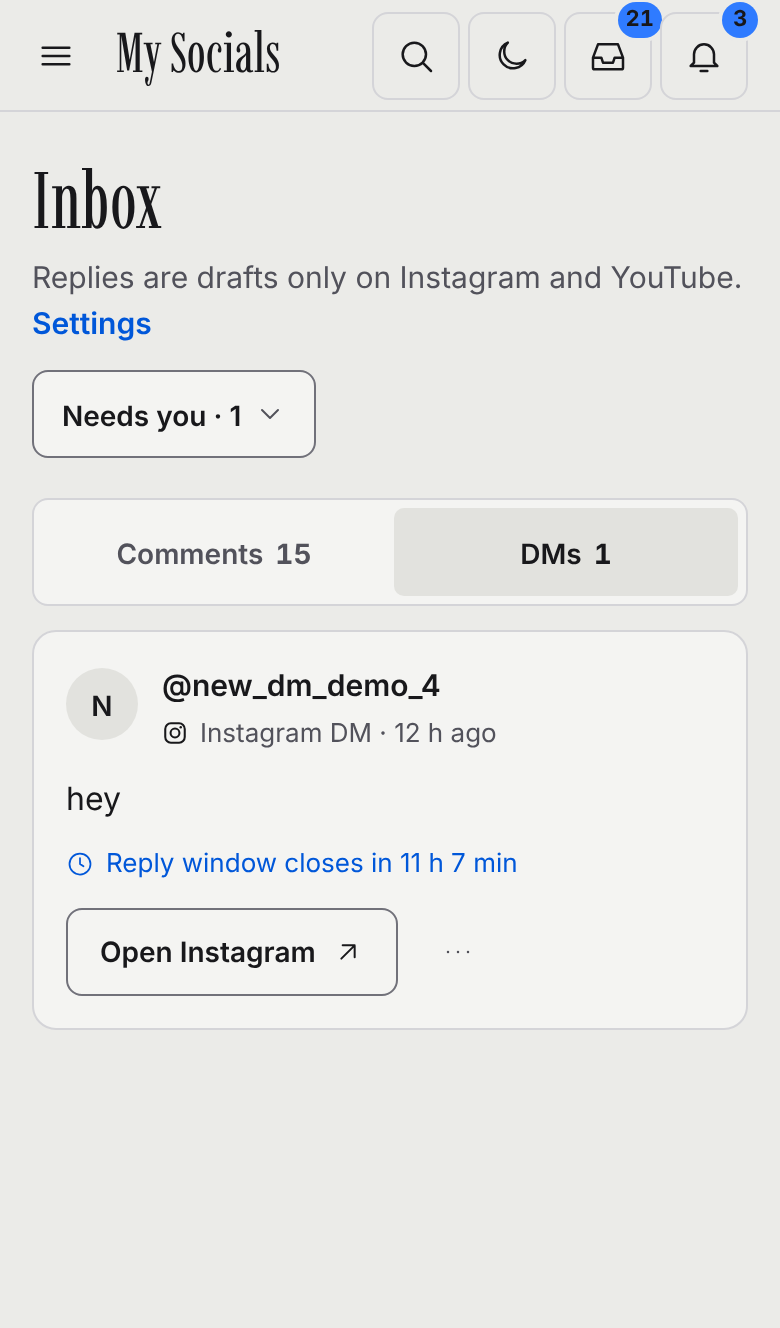 My Socials
21
3
Inbox
Replies are drafts only on Instagram and YouTube.
Settings
Needs you · 1
Comments 15
DMs 1
N
@new_dm_demo_4
Instagram DM · 12 h ago
hey
Reply window closes in 11 h 7 min
Open Instagram
···